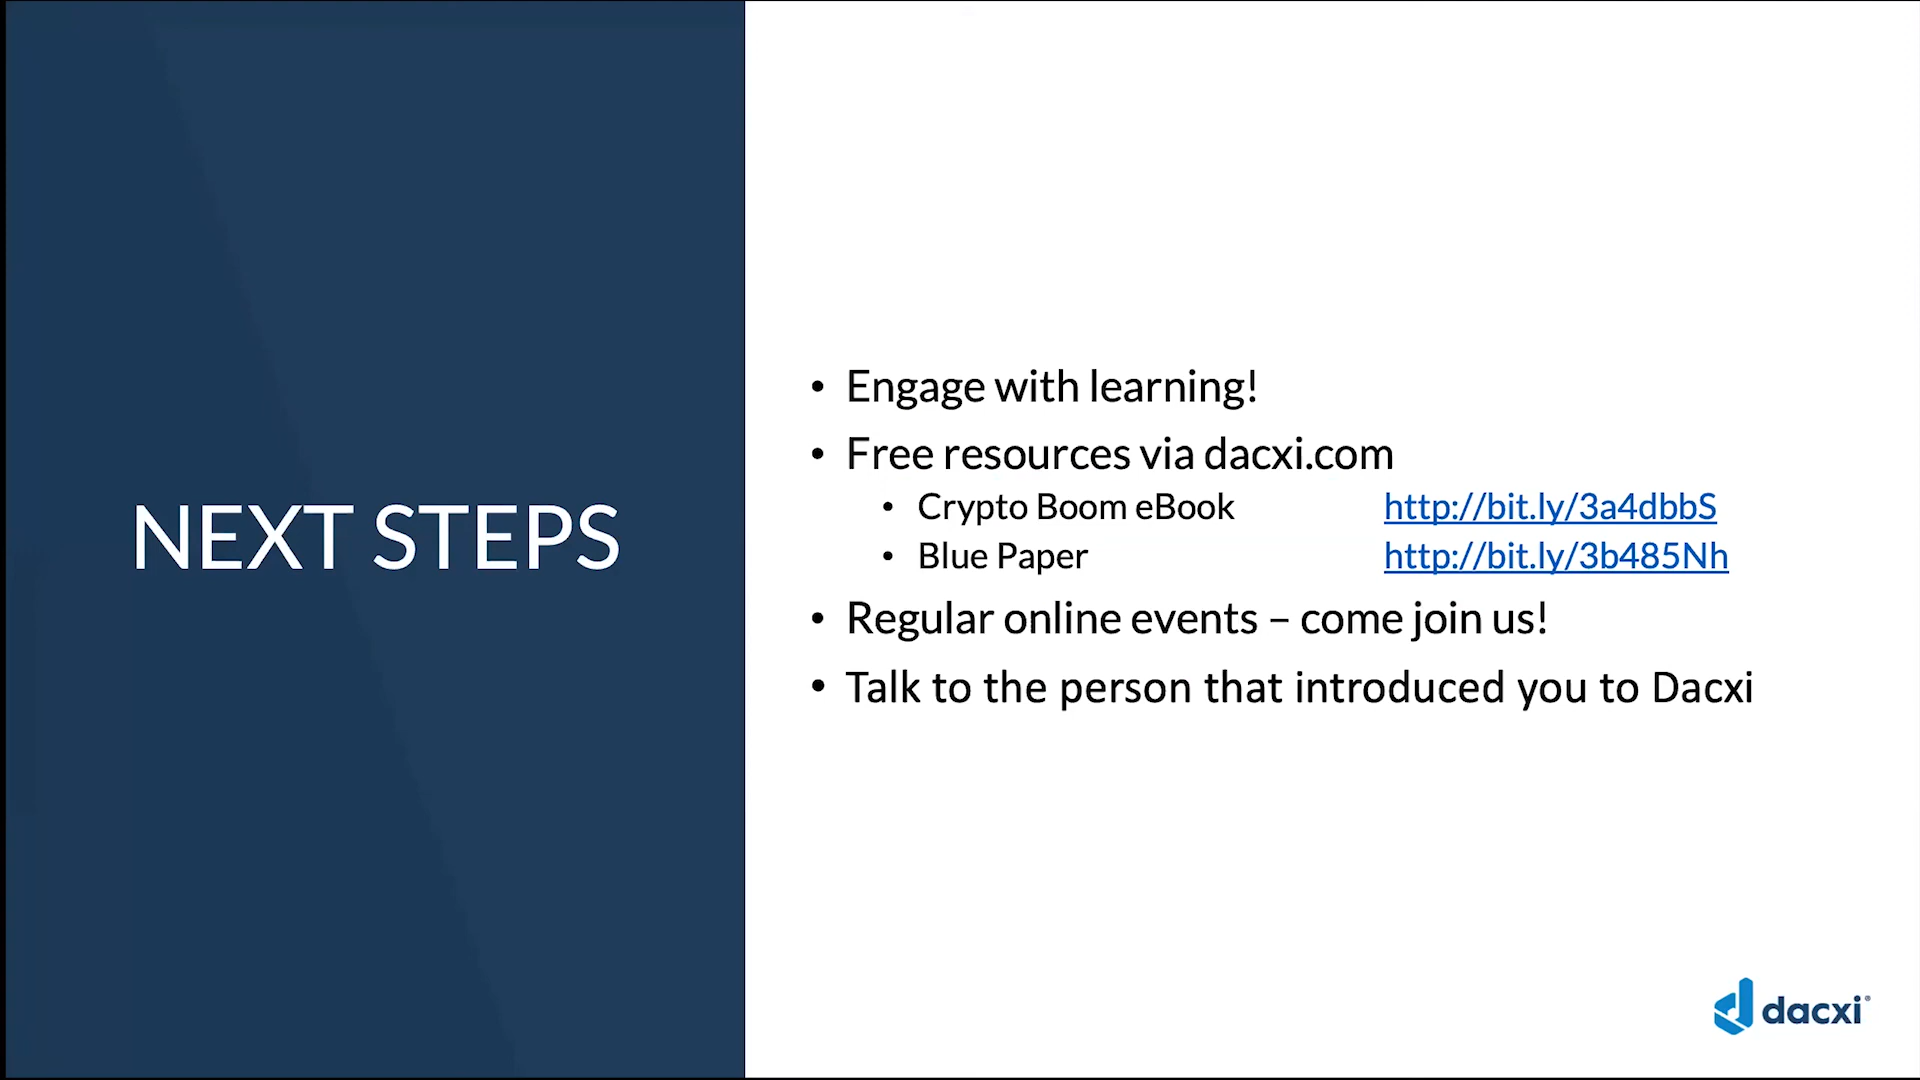 NEXT STEPS
• Engage with learning!
• Free resources via dacxi.com
• Crypto Boom eBook http://bit.ly/3a4dbbS
• Blue Paper http://bit.ly/3b485Nh
• Regular online events – come join us!
• Talk to the person that introduced you to Dacxi
dacxi®